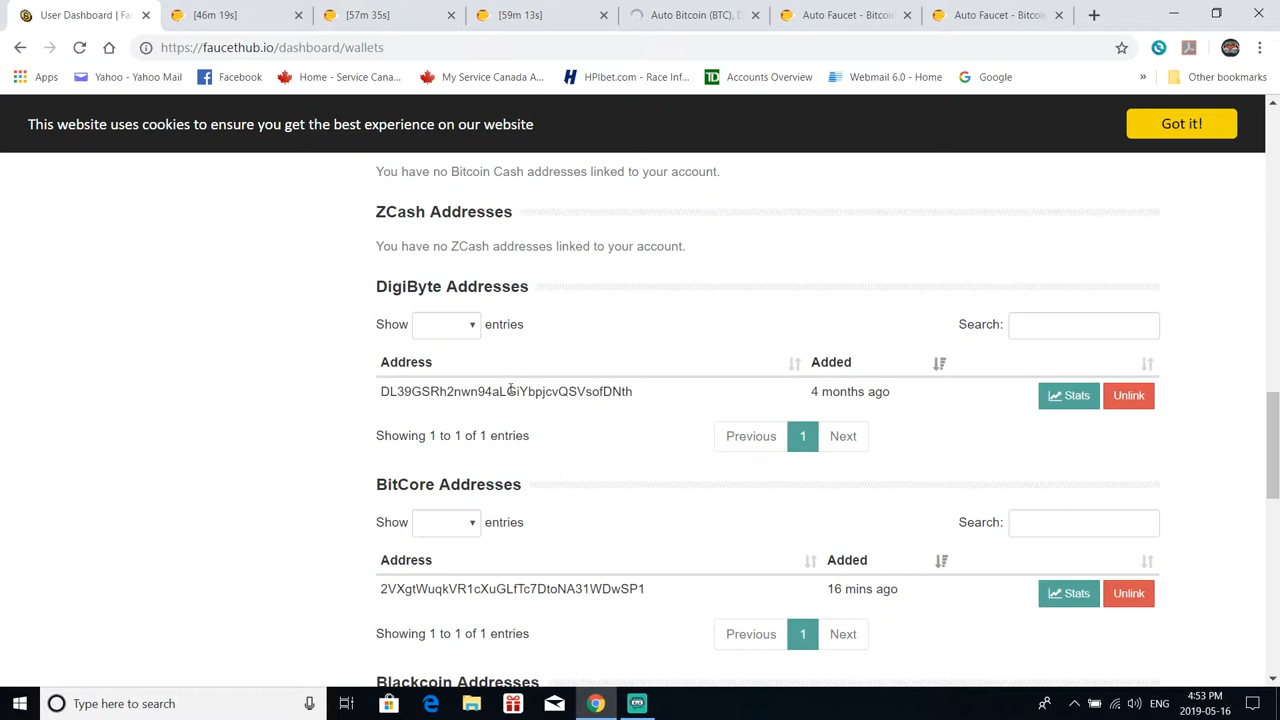 User Dashboard | Fau
[46m 19s]
[57m 35s]
[59m 13s]
Auto Bitcoin (BTC), D
Auto Faucet - Bitcoin
Auto Faucet - Bitcoin
https://faucethub.io/dashboard/wallets
Apps
Yahoo - Yahoo Mail
Facebook
Home - Service Cana...
My Service Canada A...
HPIbet.com - Race Inf...
Accounts Overview
Webmail 6.0 - Home
Google
»
Other bookmarks
This website uses cookies to ensure you get the best experience on our website
Got it!
You have no Bitcoin Cash addresses linked to your account.
ZCash Addresses
You have no ZCash addresses linked to your account.
DigiByte Addresses
Show entries
Search:
Address
Added
DL39GSRh2nwn94aLGiYbpjcvQSVsofDNth
4 months ago
Stats
Unlink
Showing 1 to 1 of 1 entries
Previous
1
Next
BitCore Addresses
Show entries
Search:
Address
Added
2VXgtWuqkVR1cXuGLfTc7DtoNA31WDwSP1
16 mins ago
Stats
Unlink
Showing 1 to 1 of 1 entries
Previous
1
Next
Blackcoin Addresses
Type here to search
ENG
4:53 PM
2019-05-16